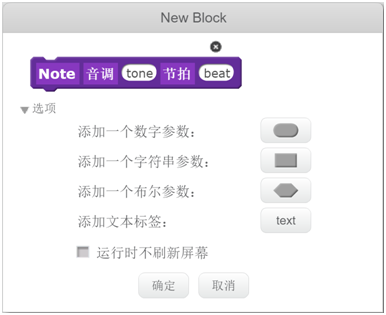 New Block
Note 音调 tone 节拍 beat
选项
添加一个数字参数：
添加一个字符串参数：
添加一个布尔参数：
添加文本标签： text
运行时不刷新屏幕
确定 取消